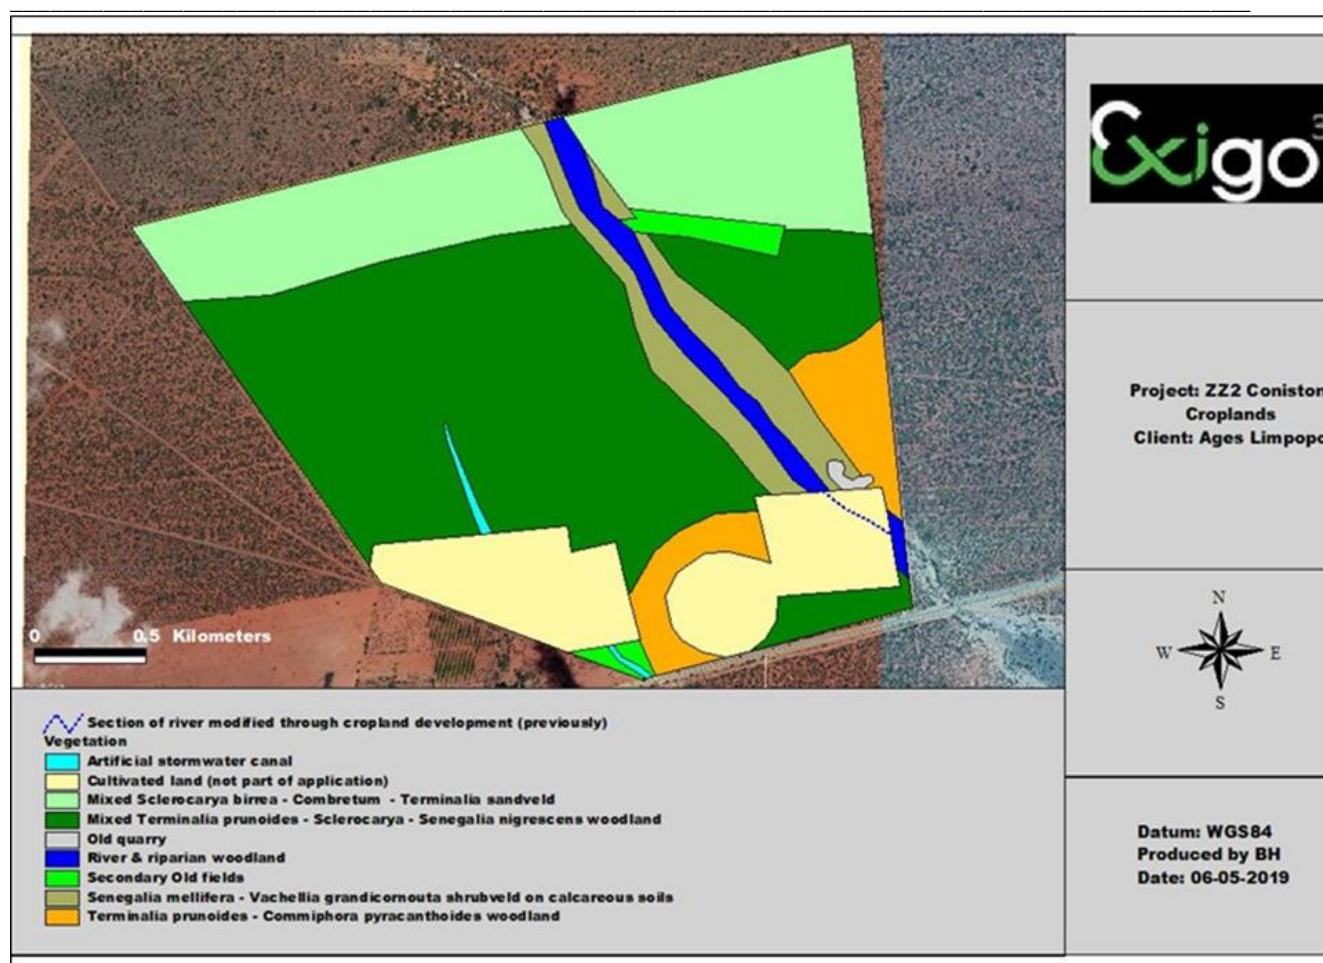 Exigo3
Project: ZZ2 Coniston
Croplands
Client: Ages Limpopo
0 0.5 Kilometers
N
W E
S
Section of river modified through cropland development (previously)
Vegetation
Artificial stormwater canal
Cultivated land (not part of application)
Mixed Sclerocarya birrea - Combretum - Terminalia sandveld
Mixed Terminalia prunoides - Sclerocarya - Senegalia nigrescens woodland
Old quarry
River & riparian woodland
Secondary Old fields
Senegalia mellifera - Vachellia grandicornouta shrubveld on calcareous soils
Terminalia prunoides - Commiphora pyracanthoides woodland
Datum: WGS84
Produced by BH
Date: 06-05-2019